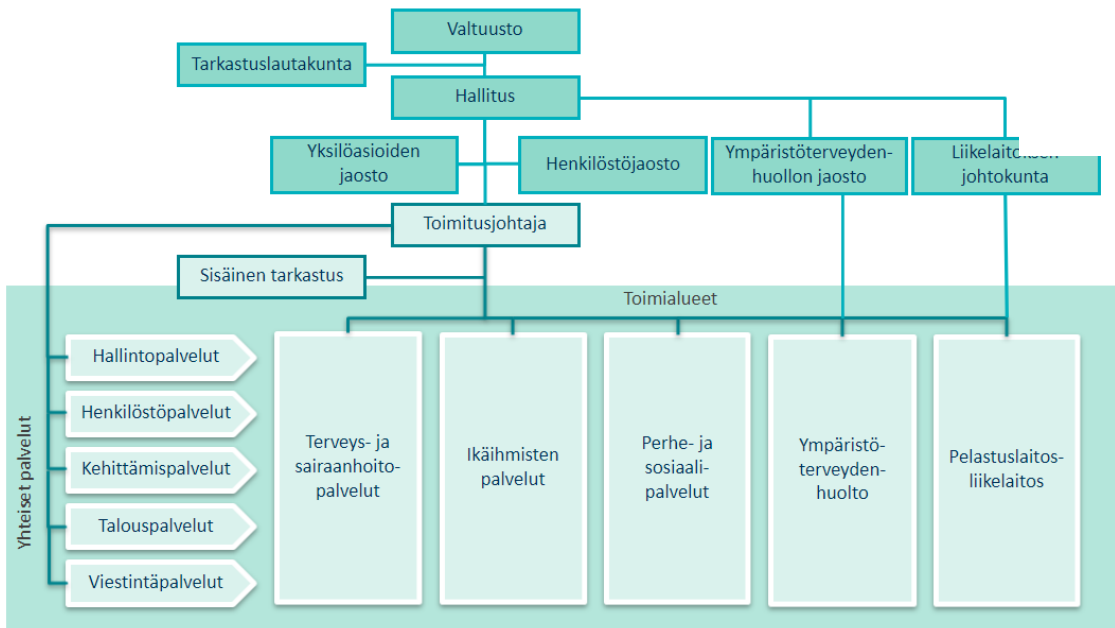 Valtuusto
Tarkastuslautakunta
Hallitus
Yksilöasioiden
jaosto
Henkilöstöjaosto
Ympäristöterveyden-
huollon jaosto
Liikelaitoksen
johtokunta
Toimitusjohtaja
Sisäinen tarkastus
Toimialueet
Yhteiset palvelut
Hallintopalvelut
Henkilöstöpalvelut
Kehittämispalvelut
Talouspalvelut
Viestintäpalvelut
Terveys- ja
sairaanhoito-
palvelut
Ikäihmisten
palvelut
Perhe- ja
sosiaali-
palvelut
Ympäristö-
terveyden-
huolto
Pelastuslaitos-
liikelaitos